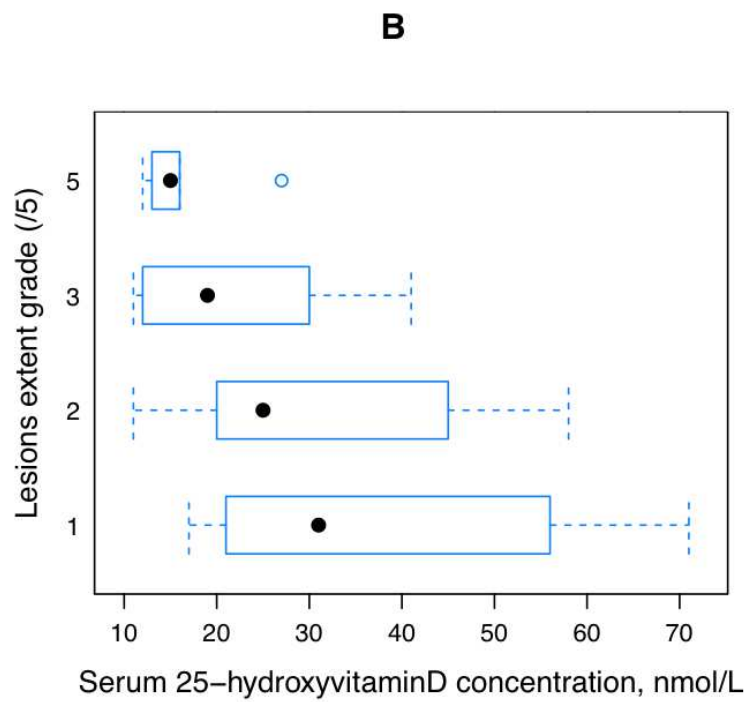 B
Lesions extent grade (/5)
5
3
2
1
10 20 30 40 50 60 70
Serum 25−hydroxyvitaminD concentration, nmol/L